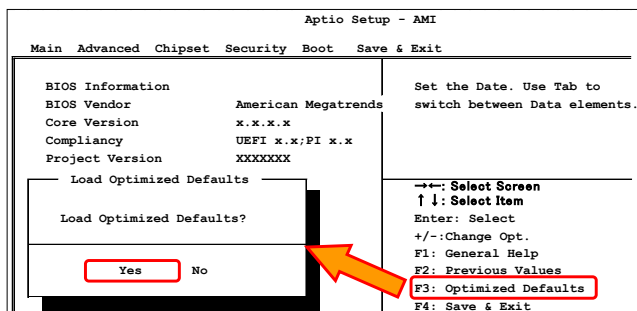 Aptio Setup - AMI
Main Advanced Chipset Security Boot Save & Exit
BIOS Information
BIOS Vendor American Megatrends
Core Version x.x.x.x
Compliancy UEFI x.x;PI x.x
Project Version XXXXXXX
Load Optimized Defaults
Load Optimized Defaults?
Yes No
Set the Date. Use Tab to
switch between Data elements.
→←: Select Screen
↑↓: Select Item
Enter: Select
+/-:Change Opt.
F1: General Help
F2: Previous Values
F3: Optimized Defaults
F4: Save & Exit